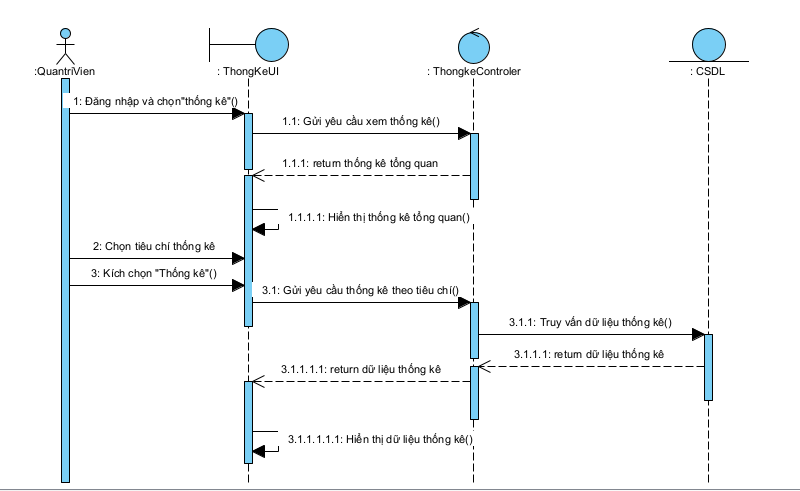 :QuantriVien
: ThongKeUI
: ThongkeControler
: CSDL
1: Đăng nhập và chọn"thống kê"()
1.1: Gửi yêu cầu xem thống kê()
1.1.1: return thống kê tổng quan
1.1.1.1: Hiển thị thống kê tổng quan()
2: Chọn tiêu chí thống kê
3: Kích chọn "Thống kê"()
3.1: Gửi yêu cầu thống kê theo tiêu chí()
3.1.1: Truy vấn dữ liệu thống kê()
3.1.1.1: return dữ liệu thống kê
3.1.1.1.1: return dữ liệu thống kê
3.1.1.1.1.1: Hiển thị dữ liệu thống kê()